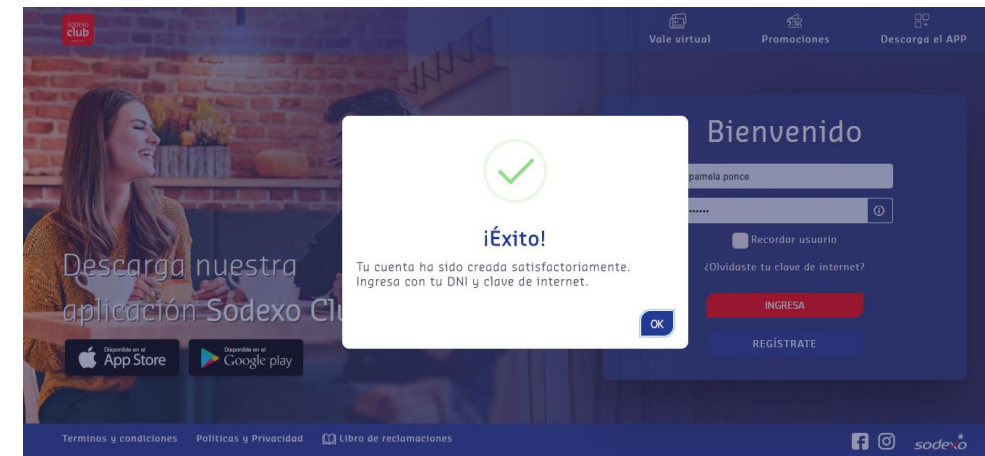 sodexo
club
Vale virtual
Promociones
Descarga el APP
Bienvenido
pamela.ponce
Recordar usuario
¿Olvidaste tu clave de internet?
INGRESA
REGÍSTRATE
¡Éxito!
Tu cuenta ha sido creada satisfactoriamente.
Ingresa con tu DNI y clave de internet.
OK
Descarga nuestra
aplicación Sodexo Cl
Disponible en el
App Store
Disponible en el
Google play
Terminos y condiciones
Políticas y Privacidad
Libro de reclamaciones
sodexo